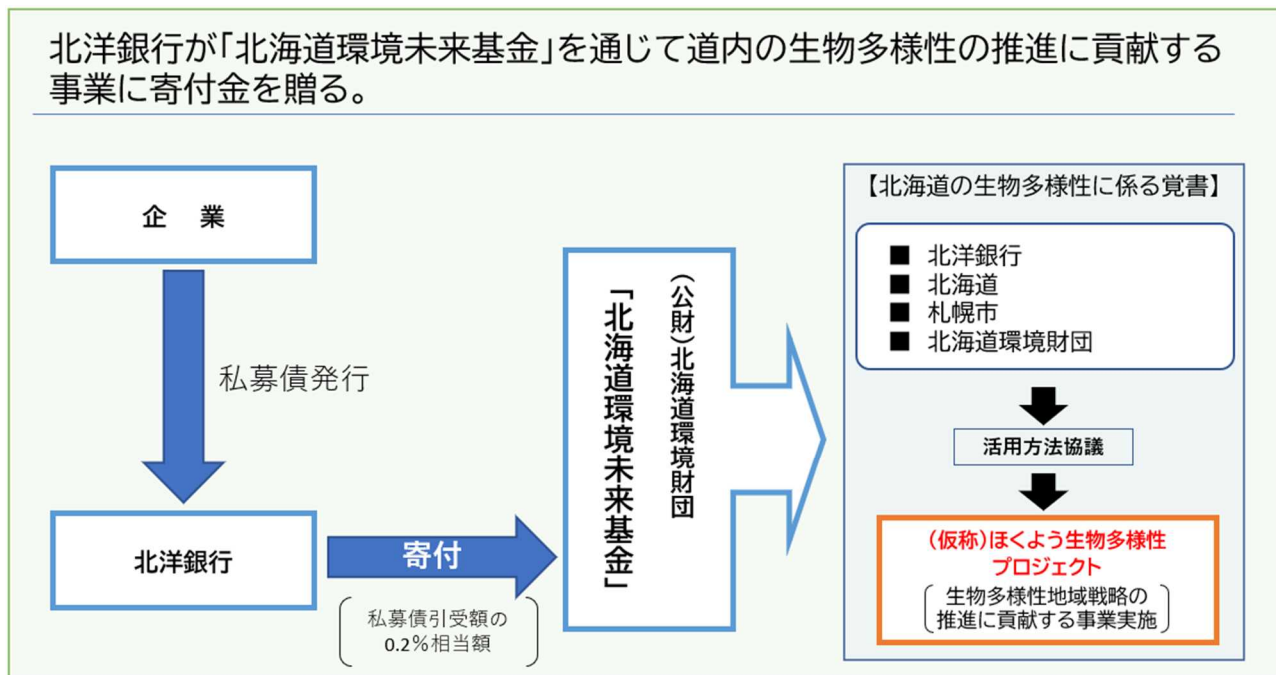 北洋銀行が「北海道環境未来基金」を通じて道内の生物多様性の推進に貢献する
事業に寄付金を贈る。
企　業
私募債発行
北洋銀行
寄付
私募債引受額の
0.2%相当額
(公財)北海道環境財団
「北海道環境未来基金」
【北海道の生物多様性に係る覚書】
■ 北洋銀行
■ 北海道
■ 札幌市
■ 北海道環境財団
活用方法協議
(仮称)ほくよう生物多様性
プロジェクト
生物多様性地域戦略の
推進に貢献する事業実施